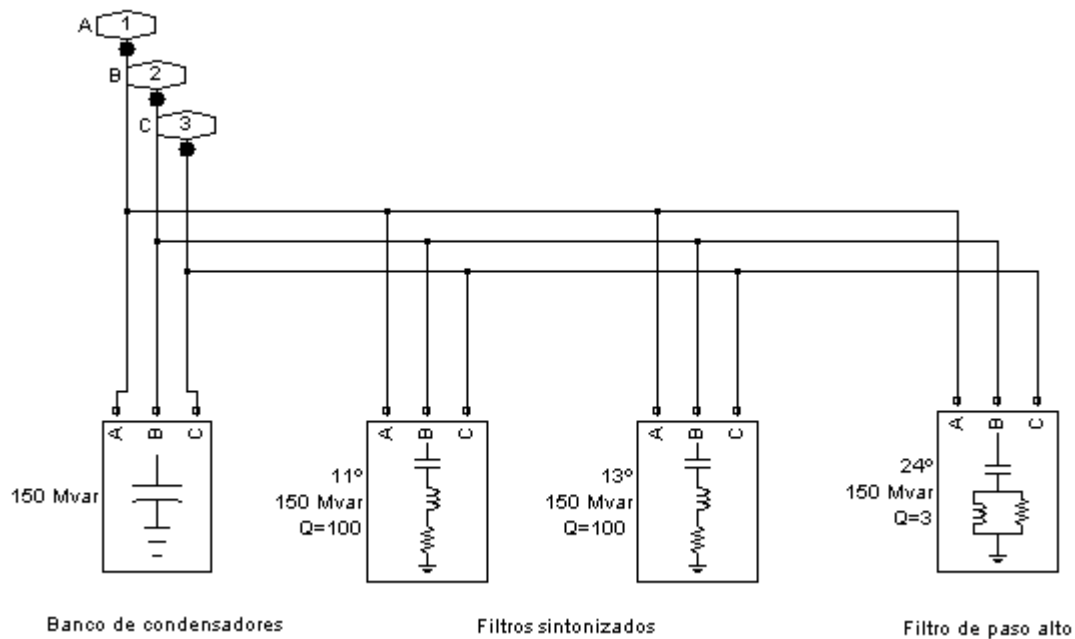 A 1
B 2
C 3
A B C
150 Mvar
A B C
11º
150 Mvar
Q=100
A B C
13º
150 Mvar
Q=100
A B C
24º
150 Mvar
Q=3
Banco de condensadores
Filtros sintonizados
Filtro de paso alto